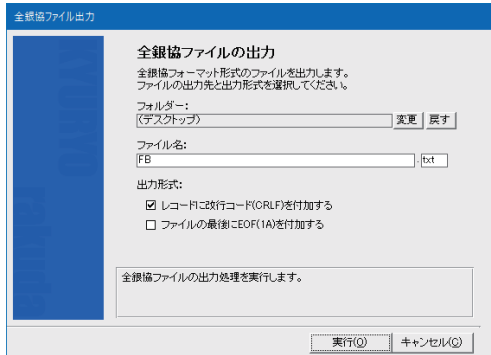 全銀協ファイル出力
全銀協ファイルの出力
全銀協フォーマット形式のファイルを出力します。
ファイルの出力先と出力形式を選択してください。
フォルダー:
(デスクトップ) 変更 戻す
ファイル名:
FB .txt
出力形式:
レコードに改行コード(CRLF)を付加する
ファイルの最後にEOF(1A)を付加する
全銀協ファイルの出力処理を実行します。
実行(O) キャンセル(C)
KYURYO
rakuda